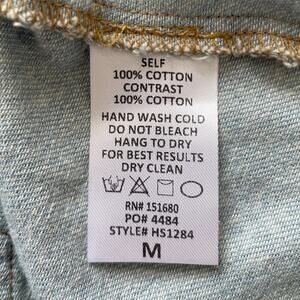 SELF
100% COTTON
CONTRAST
100% COTTON
HAND WASH COLD
DO NOT BLEACH
HANG TO DRY
FOR BEST RESULTS
DRY CLEAN
RN# 151680
PO# 4484
STYLE# HS1284
M